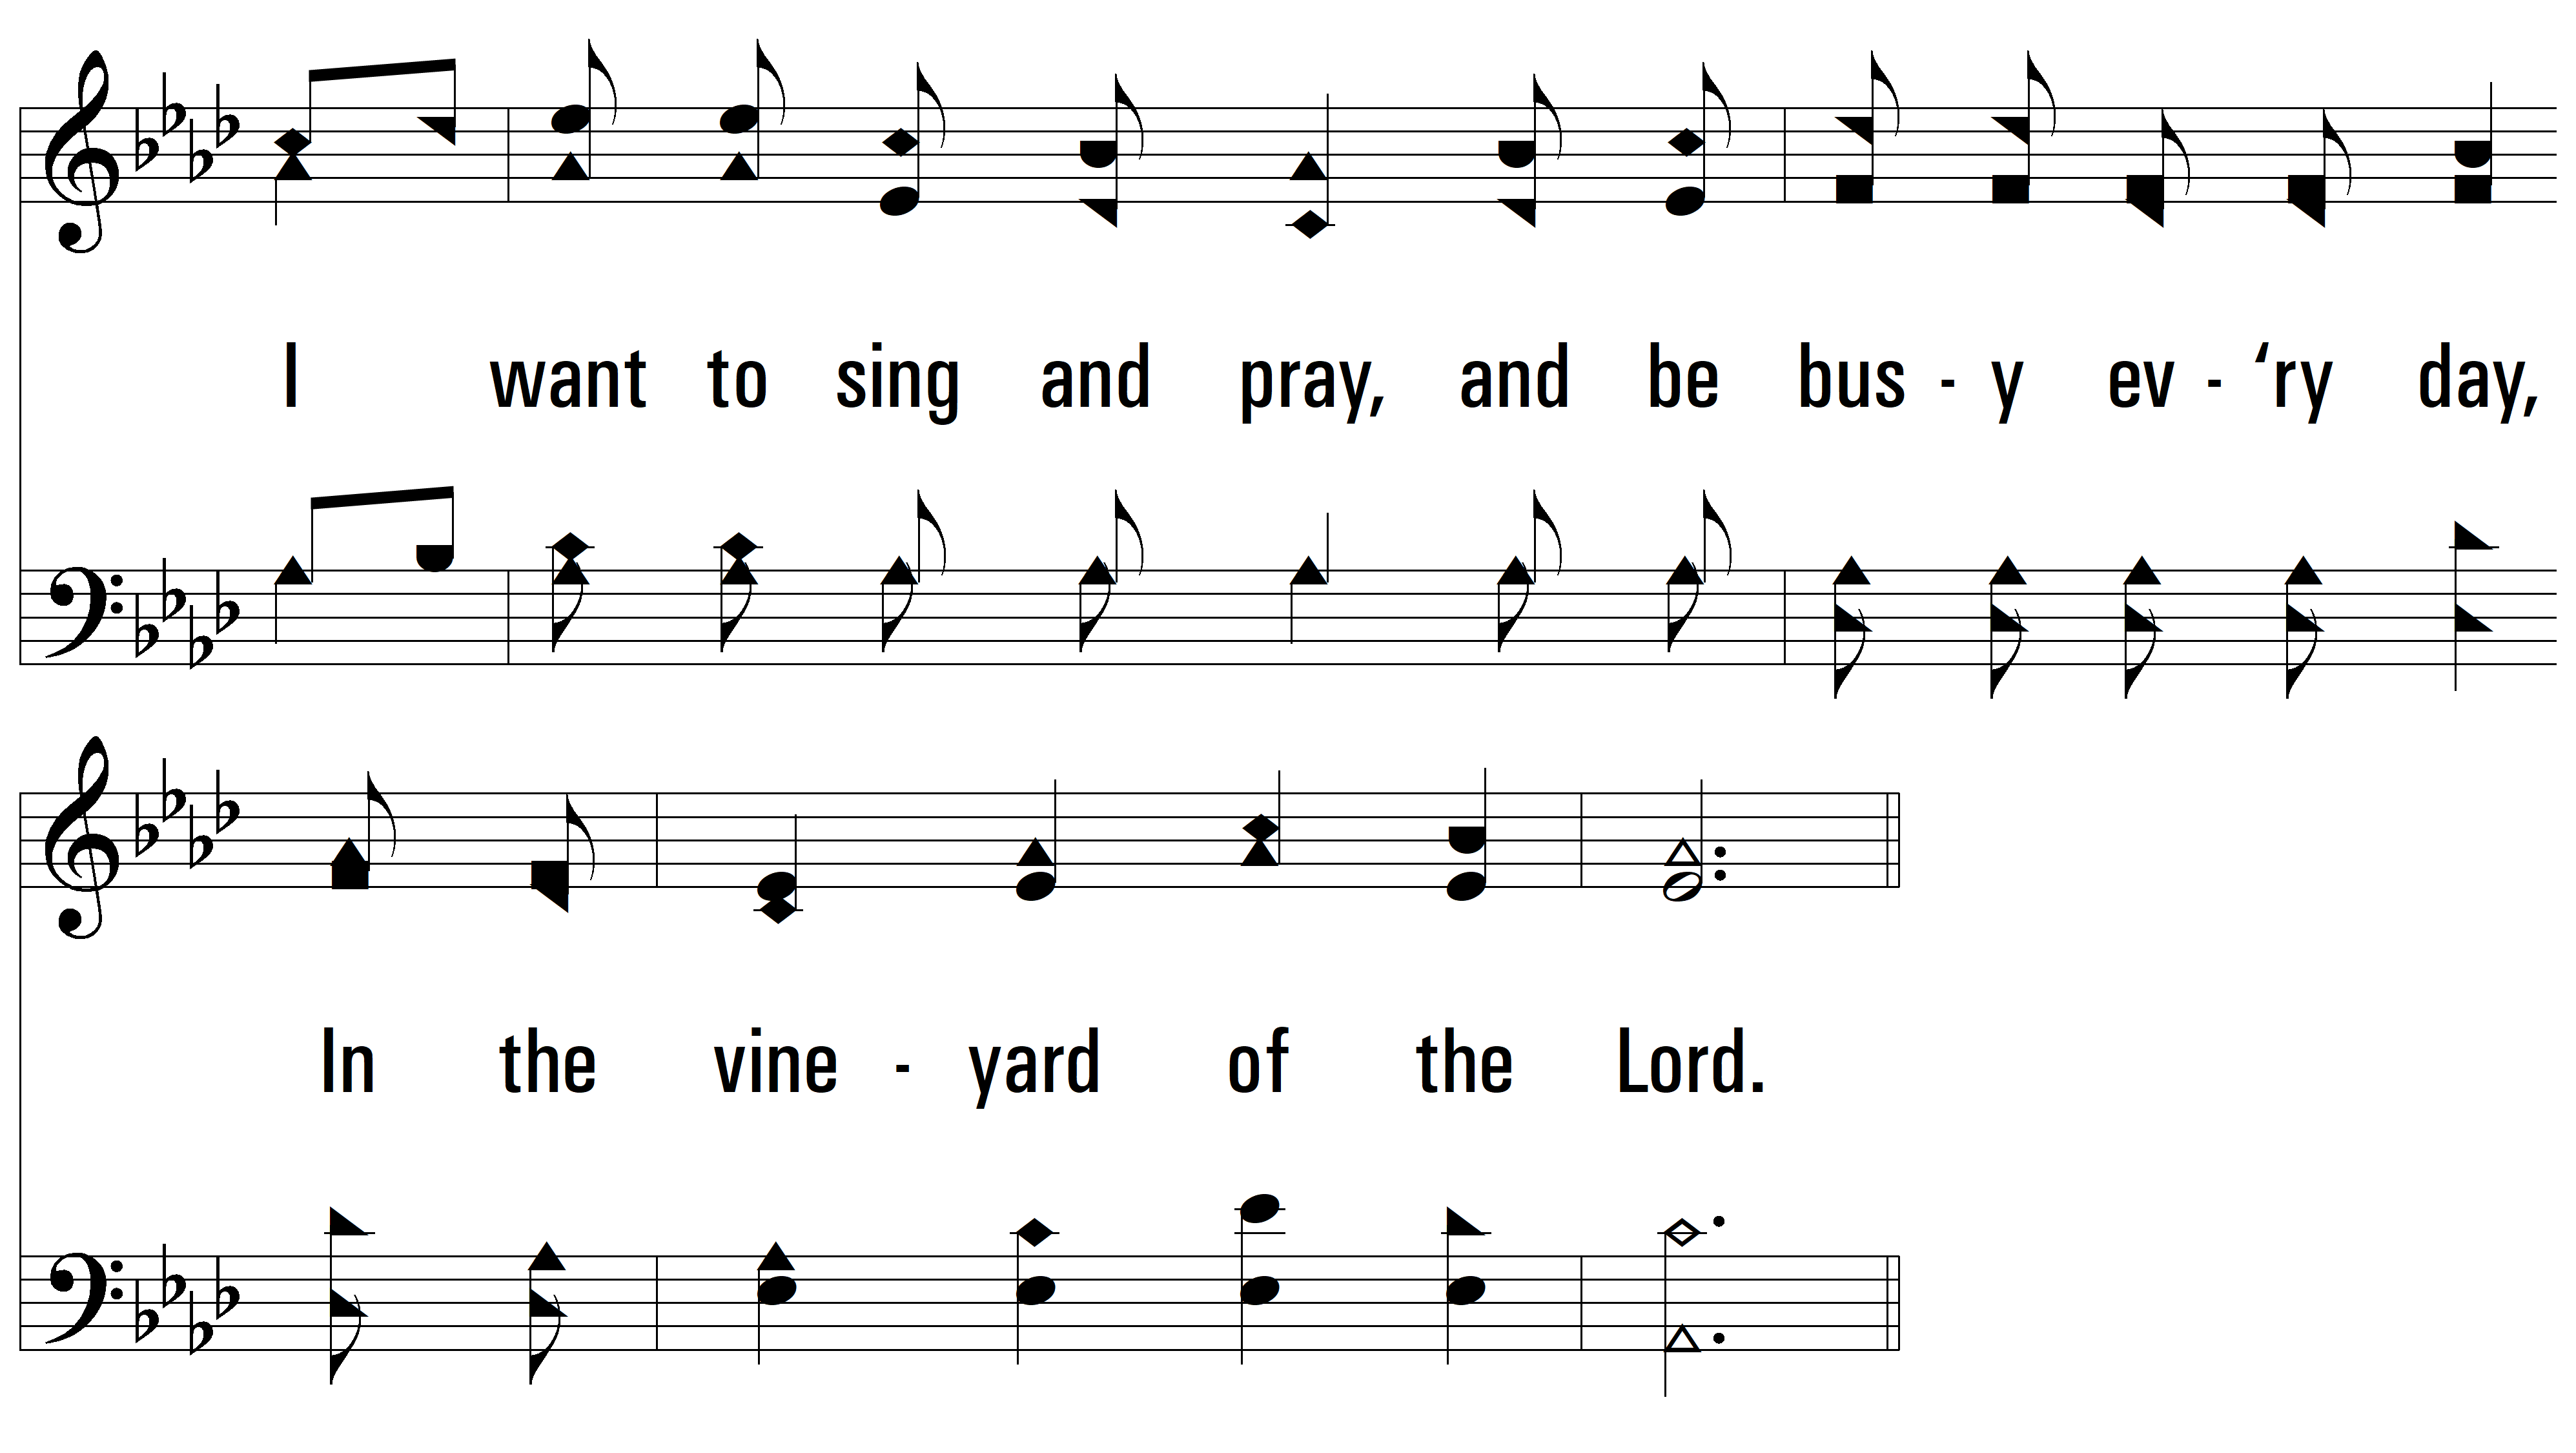 I want to sing and pray, and be bus - y ev - ‘ry day,
In the vine - yard of the Lord.